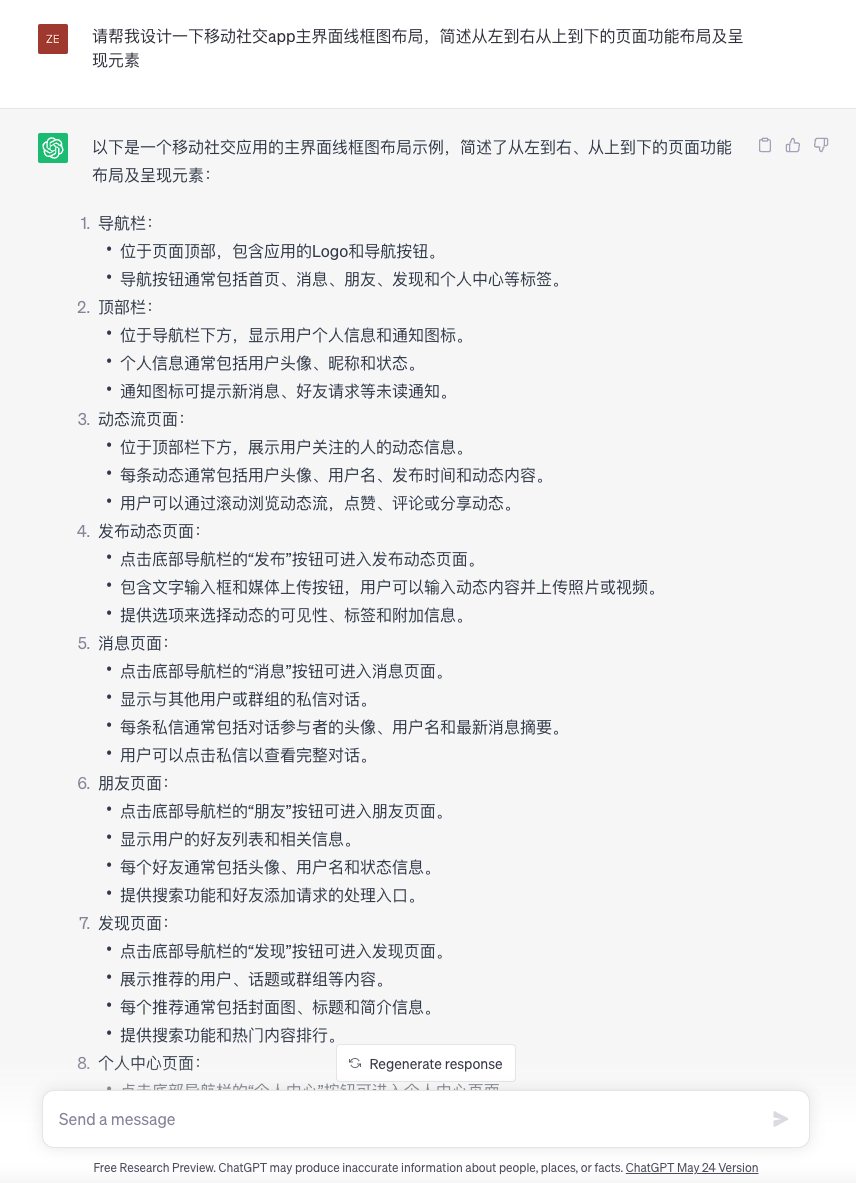 ZE
请帮我设计一下移动社交app主界面线框图布局，简述从左到右从上到下的页面功能布局及呈
现元素
以下是一个移动社交应用的主界面线框图布局示例，简述了从左到右、从上到下的页面功能
布局及呈现元素：
1. 导航栏：
• 位于页面顶部，包含应用的Logo和导航按钮。
• 导航按钮通常包括首页、消息、朋友、发现和个人中心等标签。
2. 顶部栏：
• 位于导航栏下方，显示用户个人信息和通知图标。
• 个人信息通常包括用户头像、昵称和状态。
• 通知图标可提示新消息、好友请求等未读通知。
3. 动态流页面：
• 位于顶部栏下方，展示用户关注的人的动态信息。
• 每条动态通常包括用户头像、用户名、发布时间和动态内容。
• 用户可以通过滚动浏览动态流，点赞、评论或分享动态。
4. 发布动态页面：
• 点击底部导航栏的“发布”按钮可进入发布动态页面。
• 包含文字输入框和媒体上传按钮，用户可以输入动态内容并上传照片或视频。
• 提供选项来选择动态的可见性、标签和附加信息。
5. 消息页面：
• 点击底部导航栏的“消息”按钮可进入消息页面。
• 显示与其他用户或群组的私信对话。
• 每条私信通常包括对话参与者的头像、用户名和最新消息摘要。
• 用户可以点击私信以查看完整对话。
6. 朋友页面：
• 点击底部导航栏的“朋友”按钮可进入朋友页面。
• 显示用户的好友列表和相关信息。
• 每个好友通常包括头像、用户名和状态信息。
• 提供搜索功能和好友添加请求的处理入口。
7. 发现页面：
• 点击底部导航栏的“发现”按钮可进入发现页面。
• 展示推荐的用户、话题或群组等内容。
• 每个推荐通常包括封面图、标题和简介信息。
• 提供搜索功能和热门内容排行。
8. 个人中心页面：
Regenerate response
• 点击底部导航栏的“个人中心”按钮可进入个人中心页面
Send a message
Free Research Preview. ChatGPT may produce inaccurate information about people, places, or facts. ChatGPT May 24 Version